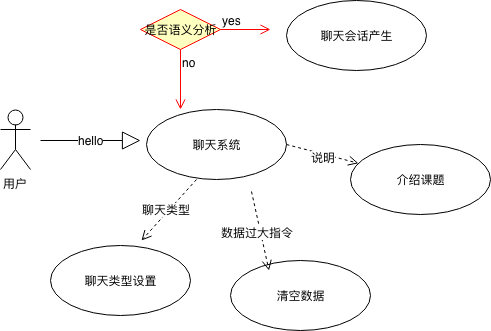 是否语义分析
yes
聊天会话产生
no
hello
聊天系统
说明
用户
介绍课题
聊天类型
数据过大指令
聊天类型设置
清空数据